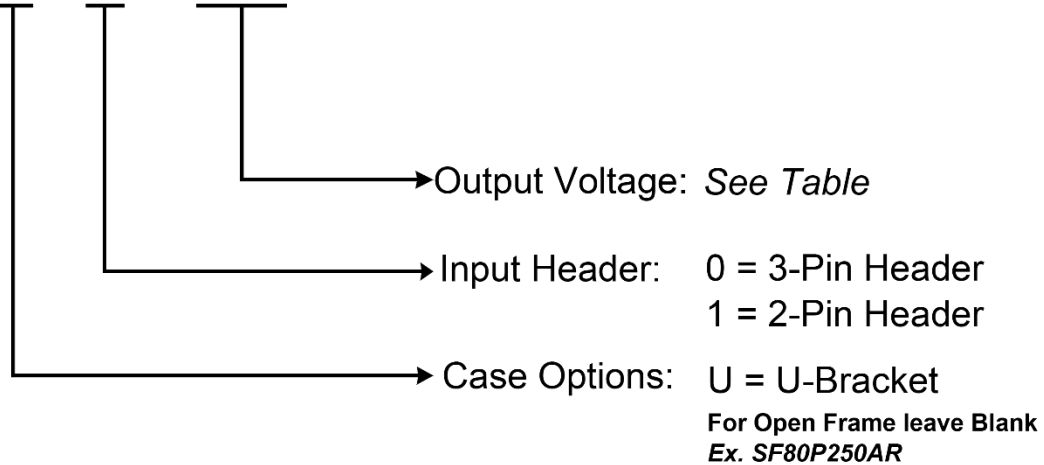 Output Voltage: See Table
Input Header: 0 = 3-Pin Header
1 = 2-Pin Header
Case Options: U = U-Bracket
For Open Frame leave Blank
Ex. SF80P250AR